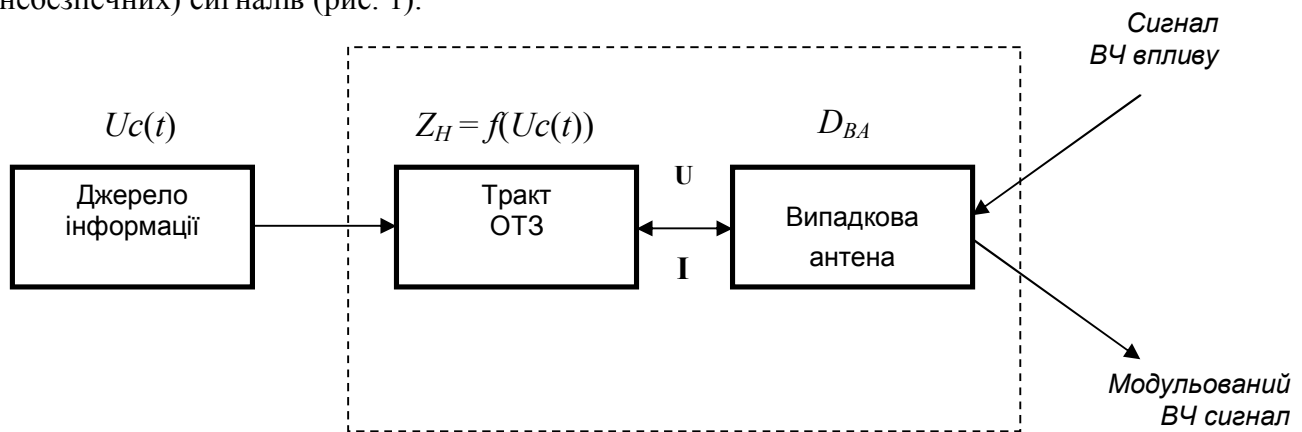 небезпечних) сигналів (рис. 1).
Сигнал
ВЧ впливу
Uc(t)
Z_H = f(Uc(t))
D_BA
Джерело
інформації
Тракт
ОТЗ
U
I
Випадкова
антена
Модульований
ВЧ сигнал